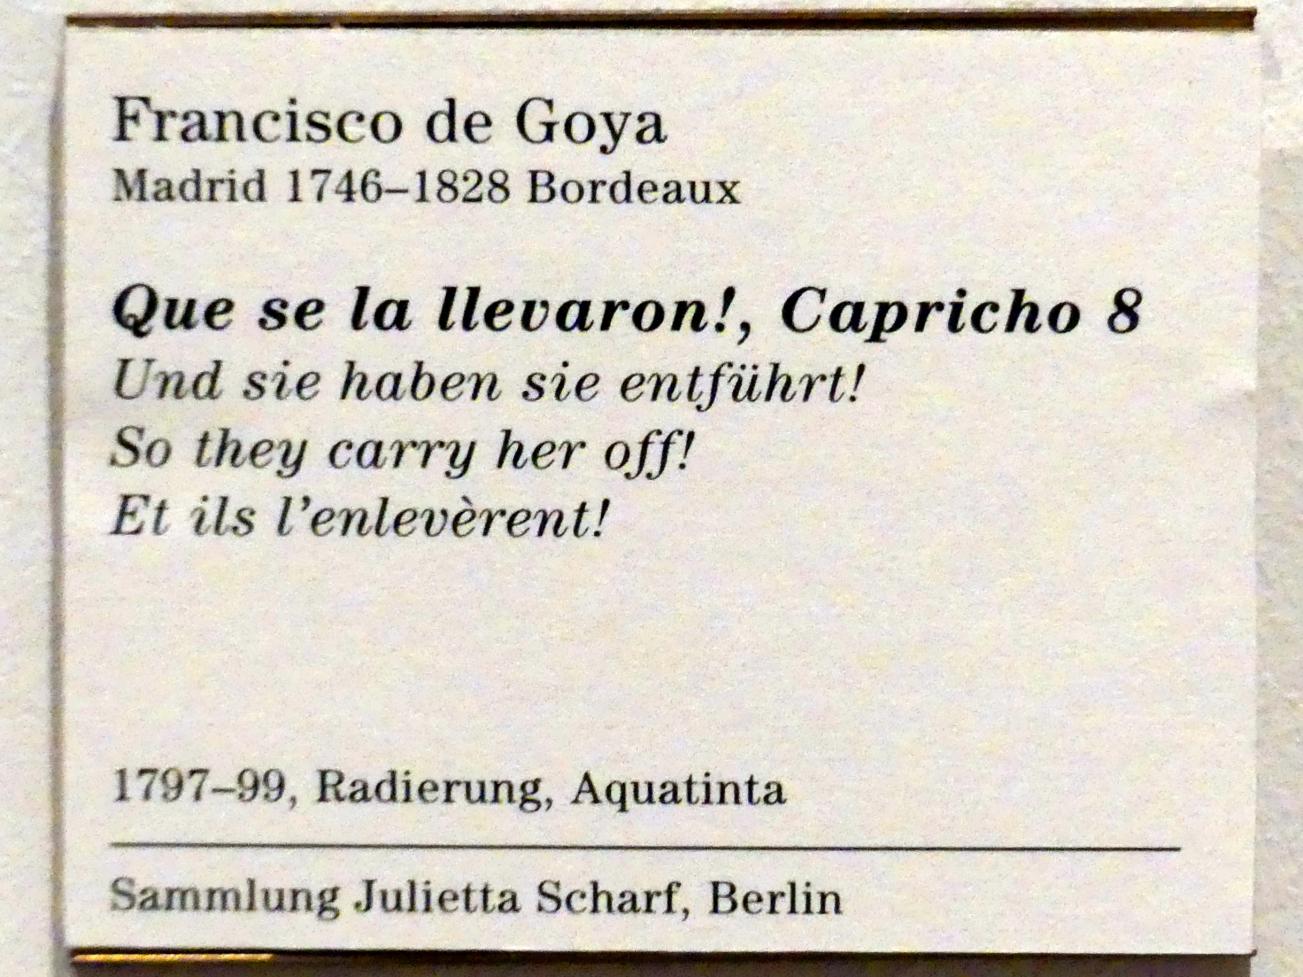 Francisco de Goya
Madrid 1746–1828 Bordeaux
Que se la llevaron!, Capricho 8
Und sie haben sie entführt!
So they carry her off!
Et ils l’enlevèrent!
1797–99, Radierung, Aquatinta
Sammlung Julietta Scharf, Berlin